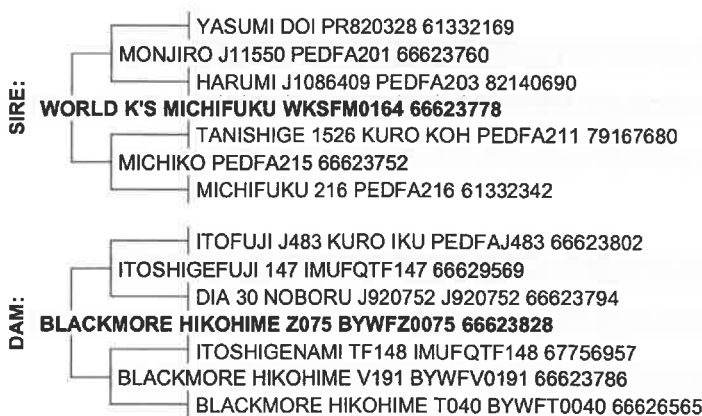 SIRE:
YASUMI DOI PR820328 61332169
MONJIRO J11550 PEDFA201 66623760
HARUMI J1086409 PEDFA203 82140690
WORLD K'S MICHIFUKU WKSFM0164 66623778
TANISHIGE 1526 KURO KOH PEDFA211 79167680
MICHIKO PEDFA215 66623752
MICHIFUKU 216 PEDFA216 61332342
DAM:
ITOFUJI J483 KURO IKU PEDFAJ483 66623802
ITOSHIGEFUJI 147 IMUFQTF147 66629569
DIA 30 NOBORU J920752 J920752 66623794
BLACKMORE HIKOHIME Z075 BYWFZ0075 66623828
ITOSHIGENAMI TF148 IMUFQTF148 67756957
BLACKMORE HIKOHIME V191 BYWFV0191 66623786
BLACKMORE HIKOHIME T040 BYWFT0040 66626565